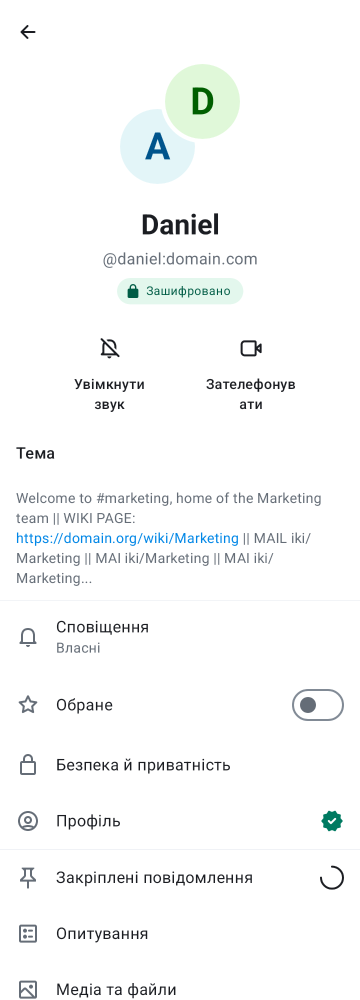 D
A
Daniel
@daniel:domain.com
Зашифровано
Увімкнути
звук
Зателефонув
ати
Тема
Welcome to #marketing, home of the Marketing
team || WIKI PAGE:
https://domain.org/wiki/Marketing || MAIL iki/
Marketing || MAI iki/Marketing || MAI iki/
Marketing...
Сповіщення
Власні
Обране
Безпека й приватність
Профіль
Закріплені повідомлення
Опитування
Медіа та файли